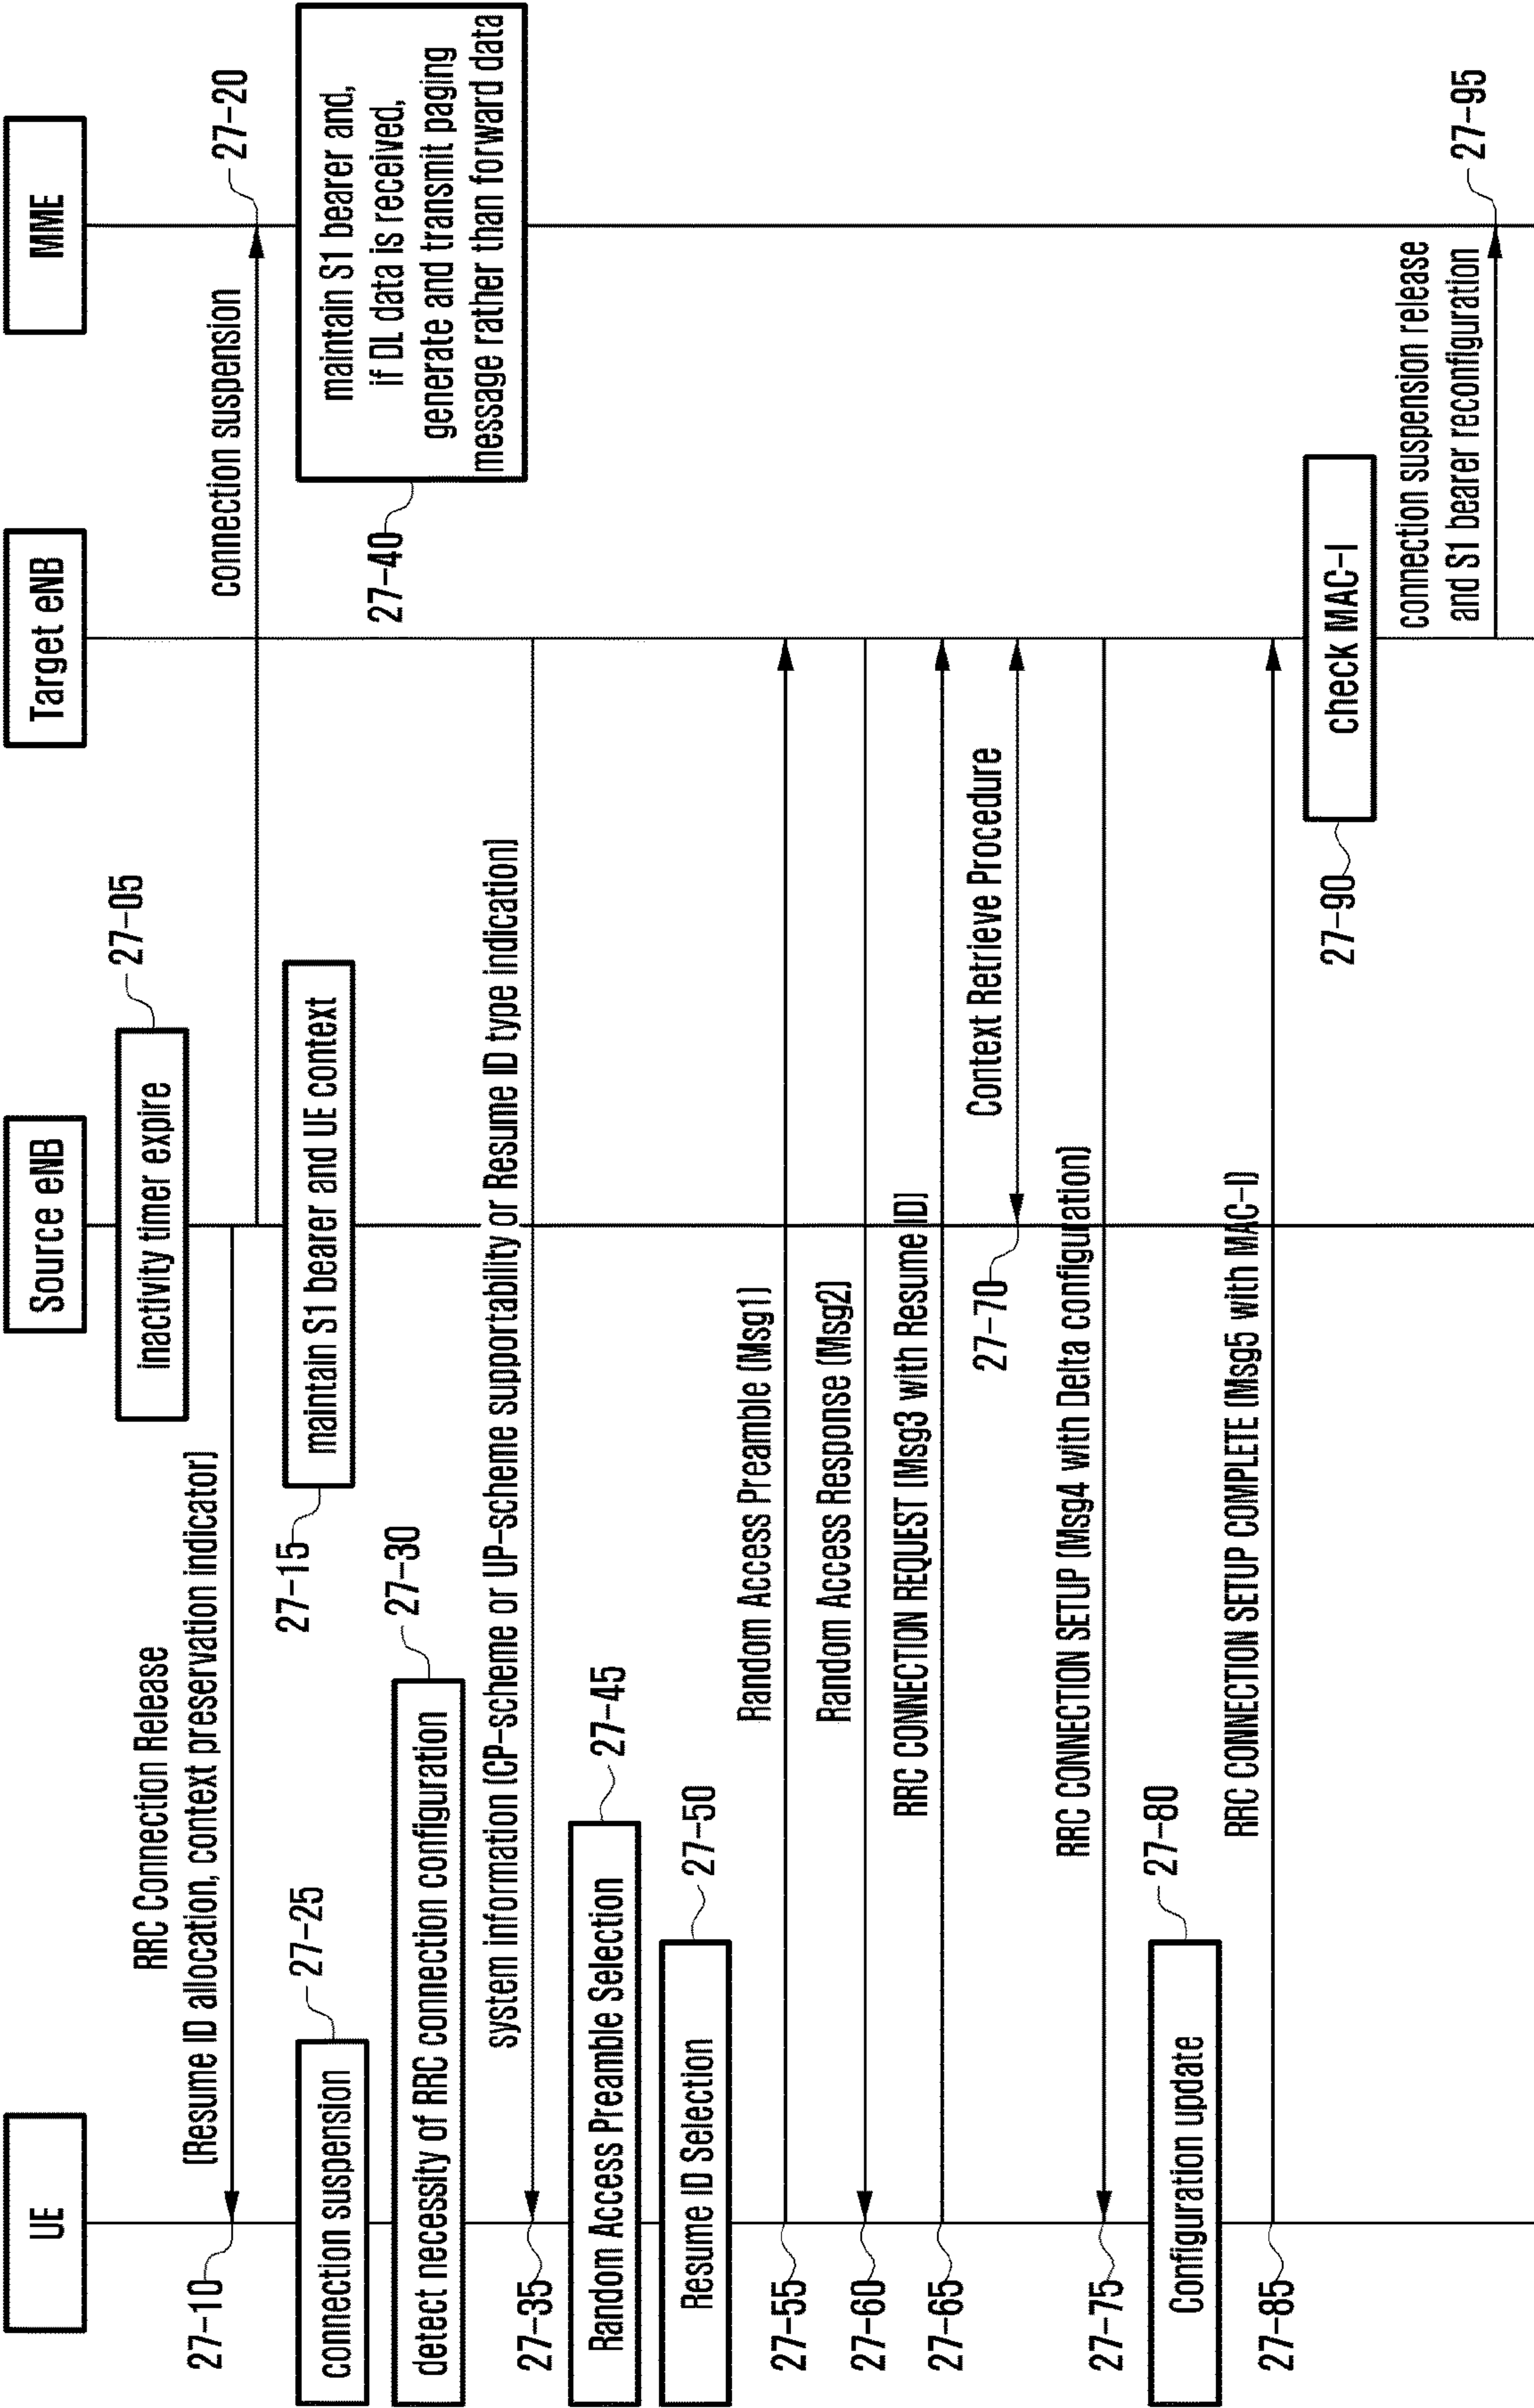 UE
Source eNB
Target eNB
MME
inactivity timer expire
27-05
RRC Connection Release
(Resume ID allocation, context preservation indicator)
27-10
connection suspension
27-20
maintain S1 bearer and UE context
27-15
connection suspension
27-25
maintain S1 bearer and,
if DL data is received,
generate and transmit paging
message rather than forward data
27-40
detect necessity of RRC connection configuration
27-30
system information (CP-scheme or UP-scheme supportability or Resume ID type indication)
27-35
Random Access Preamble Selection
27-45
Resume ID Selection
27-50
Random Access Preamble (Msg1)
27-55
Random Access Response (Msg2)
27-60
RRC CONNECTION REQUEST (Msg3 with Resume ID)
27-65
Context Retrieve Procedure
27-70
RRC CONNECTION SETUP (Msg4 with Delta configuration)
27-75
Configuration update
27-80
RRC CONNECTION SETUP COMPLETE (Msg5 with MAC-I)
27-85
check MAC-I
27-90
connection suspension release
and S1 bearer reconfiguration
27-95